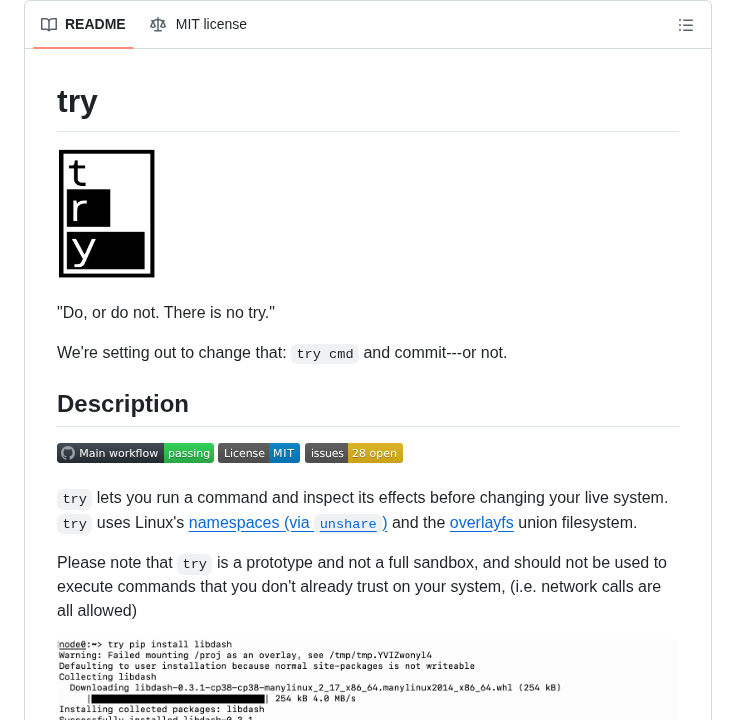 README
MIT license
try
t
r
y
"Do, or do not. There is no try."
We're setting out to change that: try cmd and commit---or not.
Description
Main workflow passing License MIT issues 28 open
try lets you run a command and inspect its effects before changing your live system.
try uses Linux's namespaces (via unshare) and the overlayfs union filesystem.
Please note that try is a prototype and not a full sandbox, and should not be used to
execute commands that you don't already trust on your system, (i.e. network calls are
all allowed)
node0:~> try pip install libdash
Warning: Failed mounting /proj as an overlay, see /tmp/tmp.YVIZwonyl4
Defaulting to user installation because normal site-packages is not writeable
Collecting libdash
Downloading libdash-0.3.1-cp38-cp38-manylinux_2_17_x86_64.manylinux2014_x86_64.whl (254 kB)
| | 254 kB 4.0 MB/s
Installing collected packages: libdash
Successfully installed libdash-0.3.1